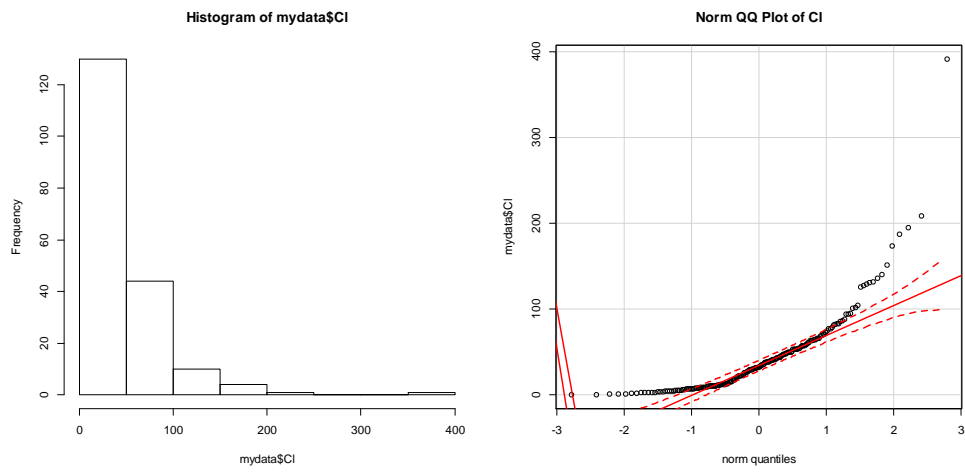 Histogram of mydata$Cl
Frequency
0 20 40 60 80 100 120
0 100 200 300 400
mydata$Cl
Norm QQ Plot of Cl
mydata$Cl
0 100 200 300 400
-3 -2 -1 0 1 2 3
norm quantiles